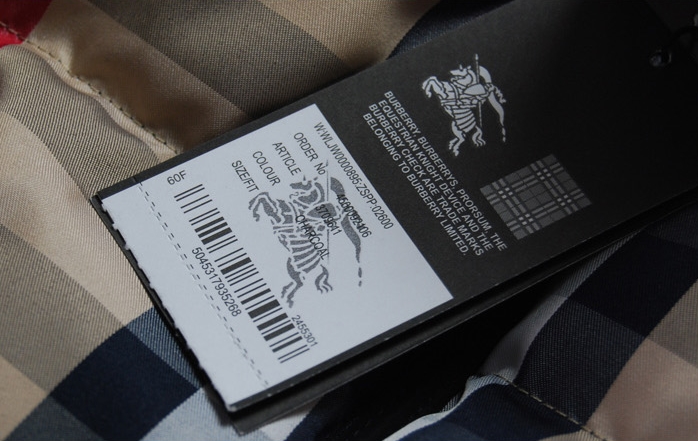 BURBERRY, BURBERRYS, PRORSUM, THE
EQUESTRIAN KNIGHT DEVICE AND THE
BURBERRY CHECK ARE TRADE MARKS
BELONGING TO BURBERRY LIMITED.
ORDER No
ARTICLE
COLOUR CHARCOAL
SIZE/FIT
60F
5045317935268
2455301